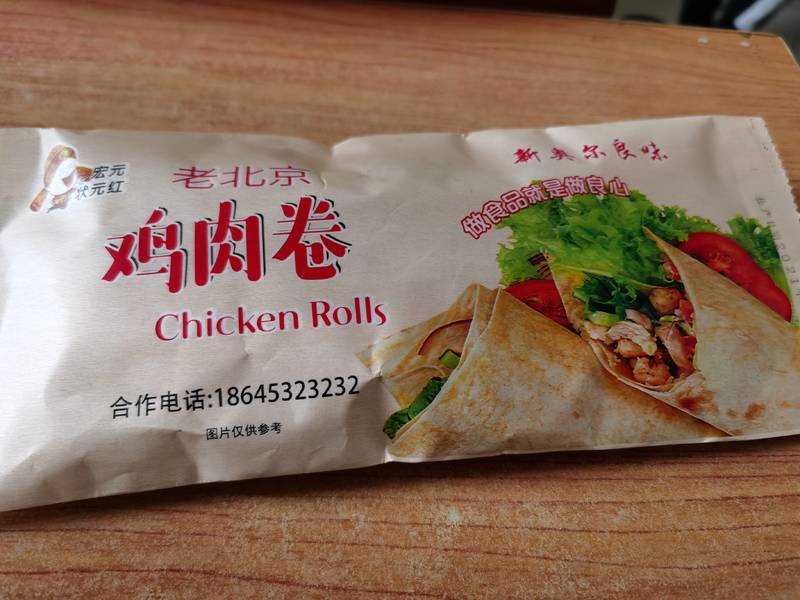 宏元
状元红
老北京
鸡肉卷
Chicken Rolls
合作电话:18645323232
图片仅供参考
新奥尔良味
做食品就是做良心